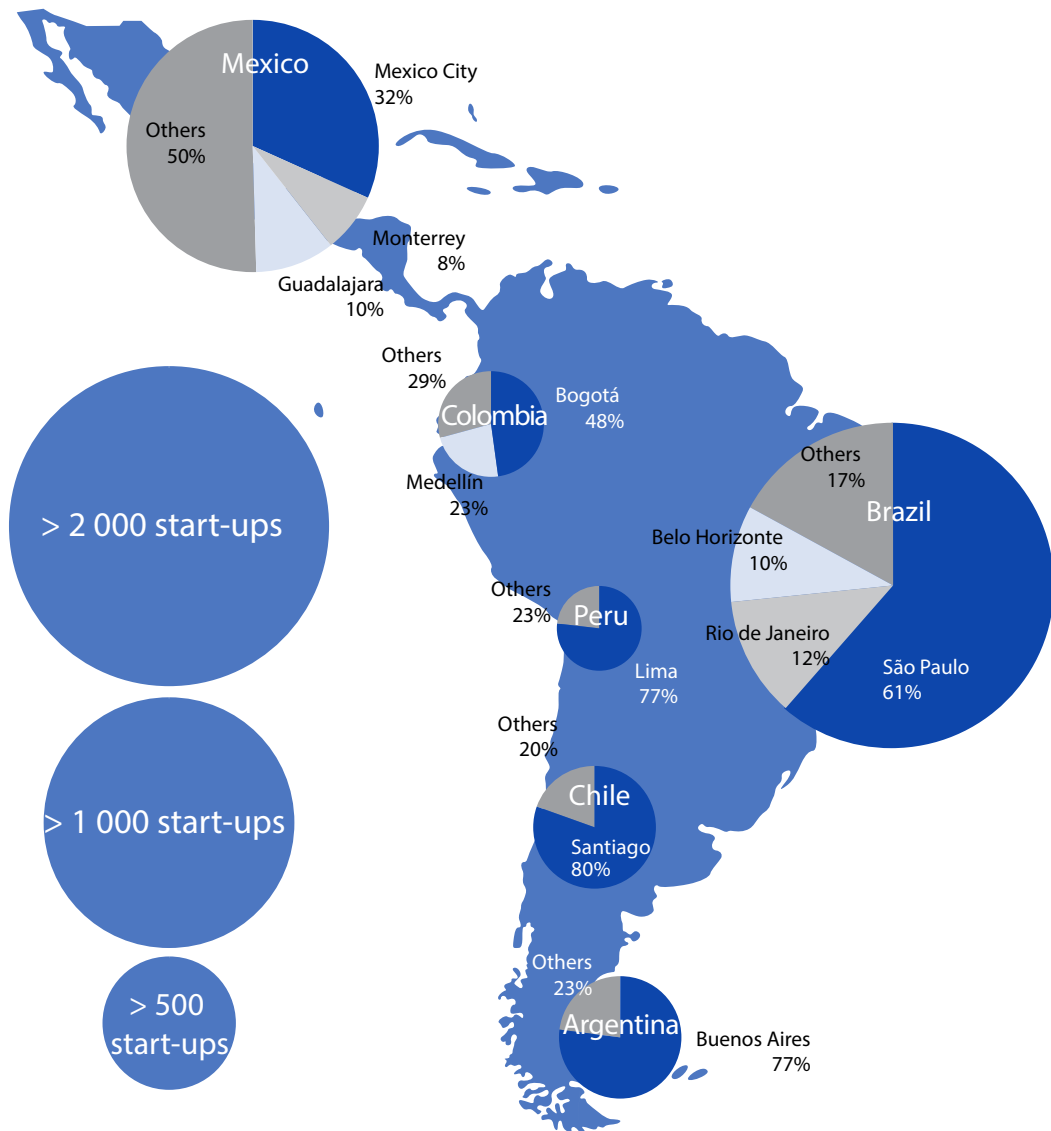 Mexico
Mexico City
32%
Others
50%
Monterrey
8%
Guadalajara
10%
Others
29%
Colombia
Bogotá
48%
Medellín
23%
> 2 000 start-ups
Others
17%
Brazil
Belo Horizonte
10%
Rio de Janeiro
12%
São Paulo
61%
Others
23%
Peru
Lima
77%
Others
20%
Chile
Santiago
80%
> 1 000 start-ups
Others
23%
Argentina
Buenos Aires
77%
> 500
start-ups